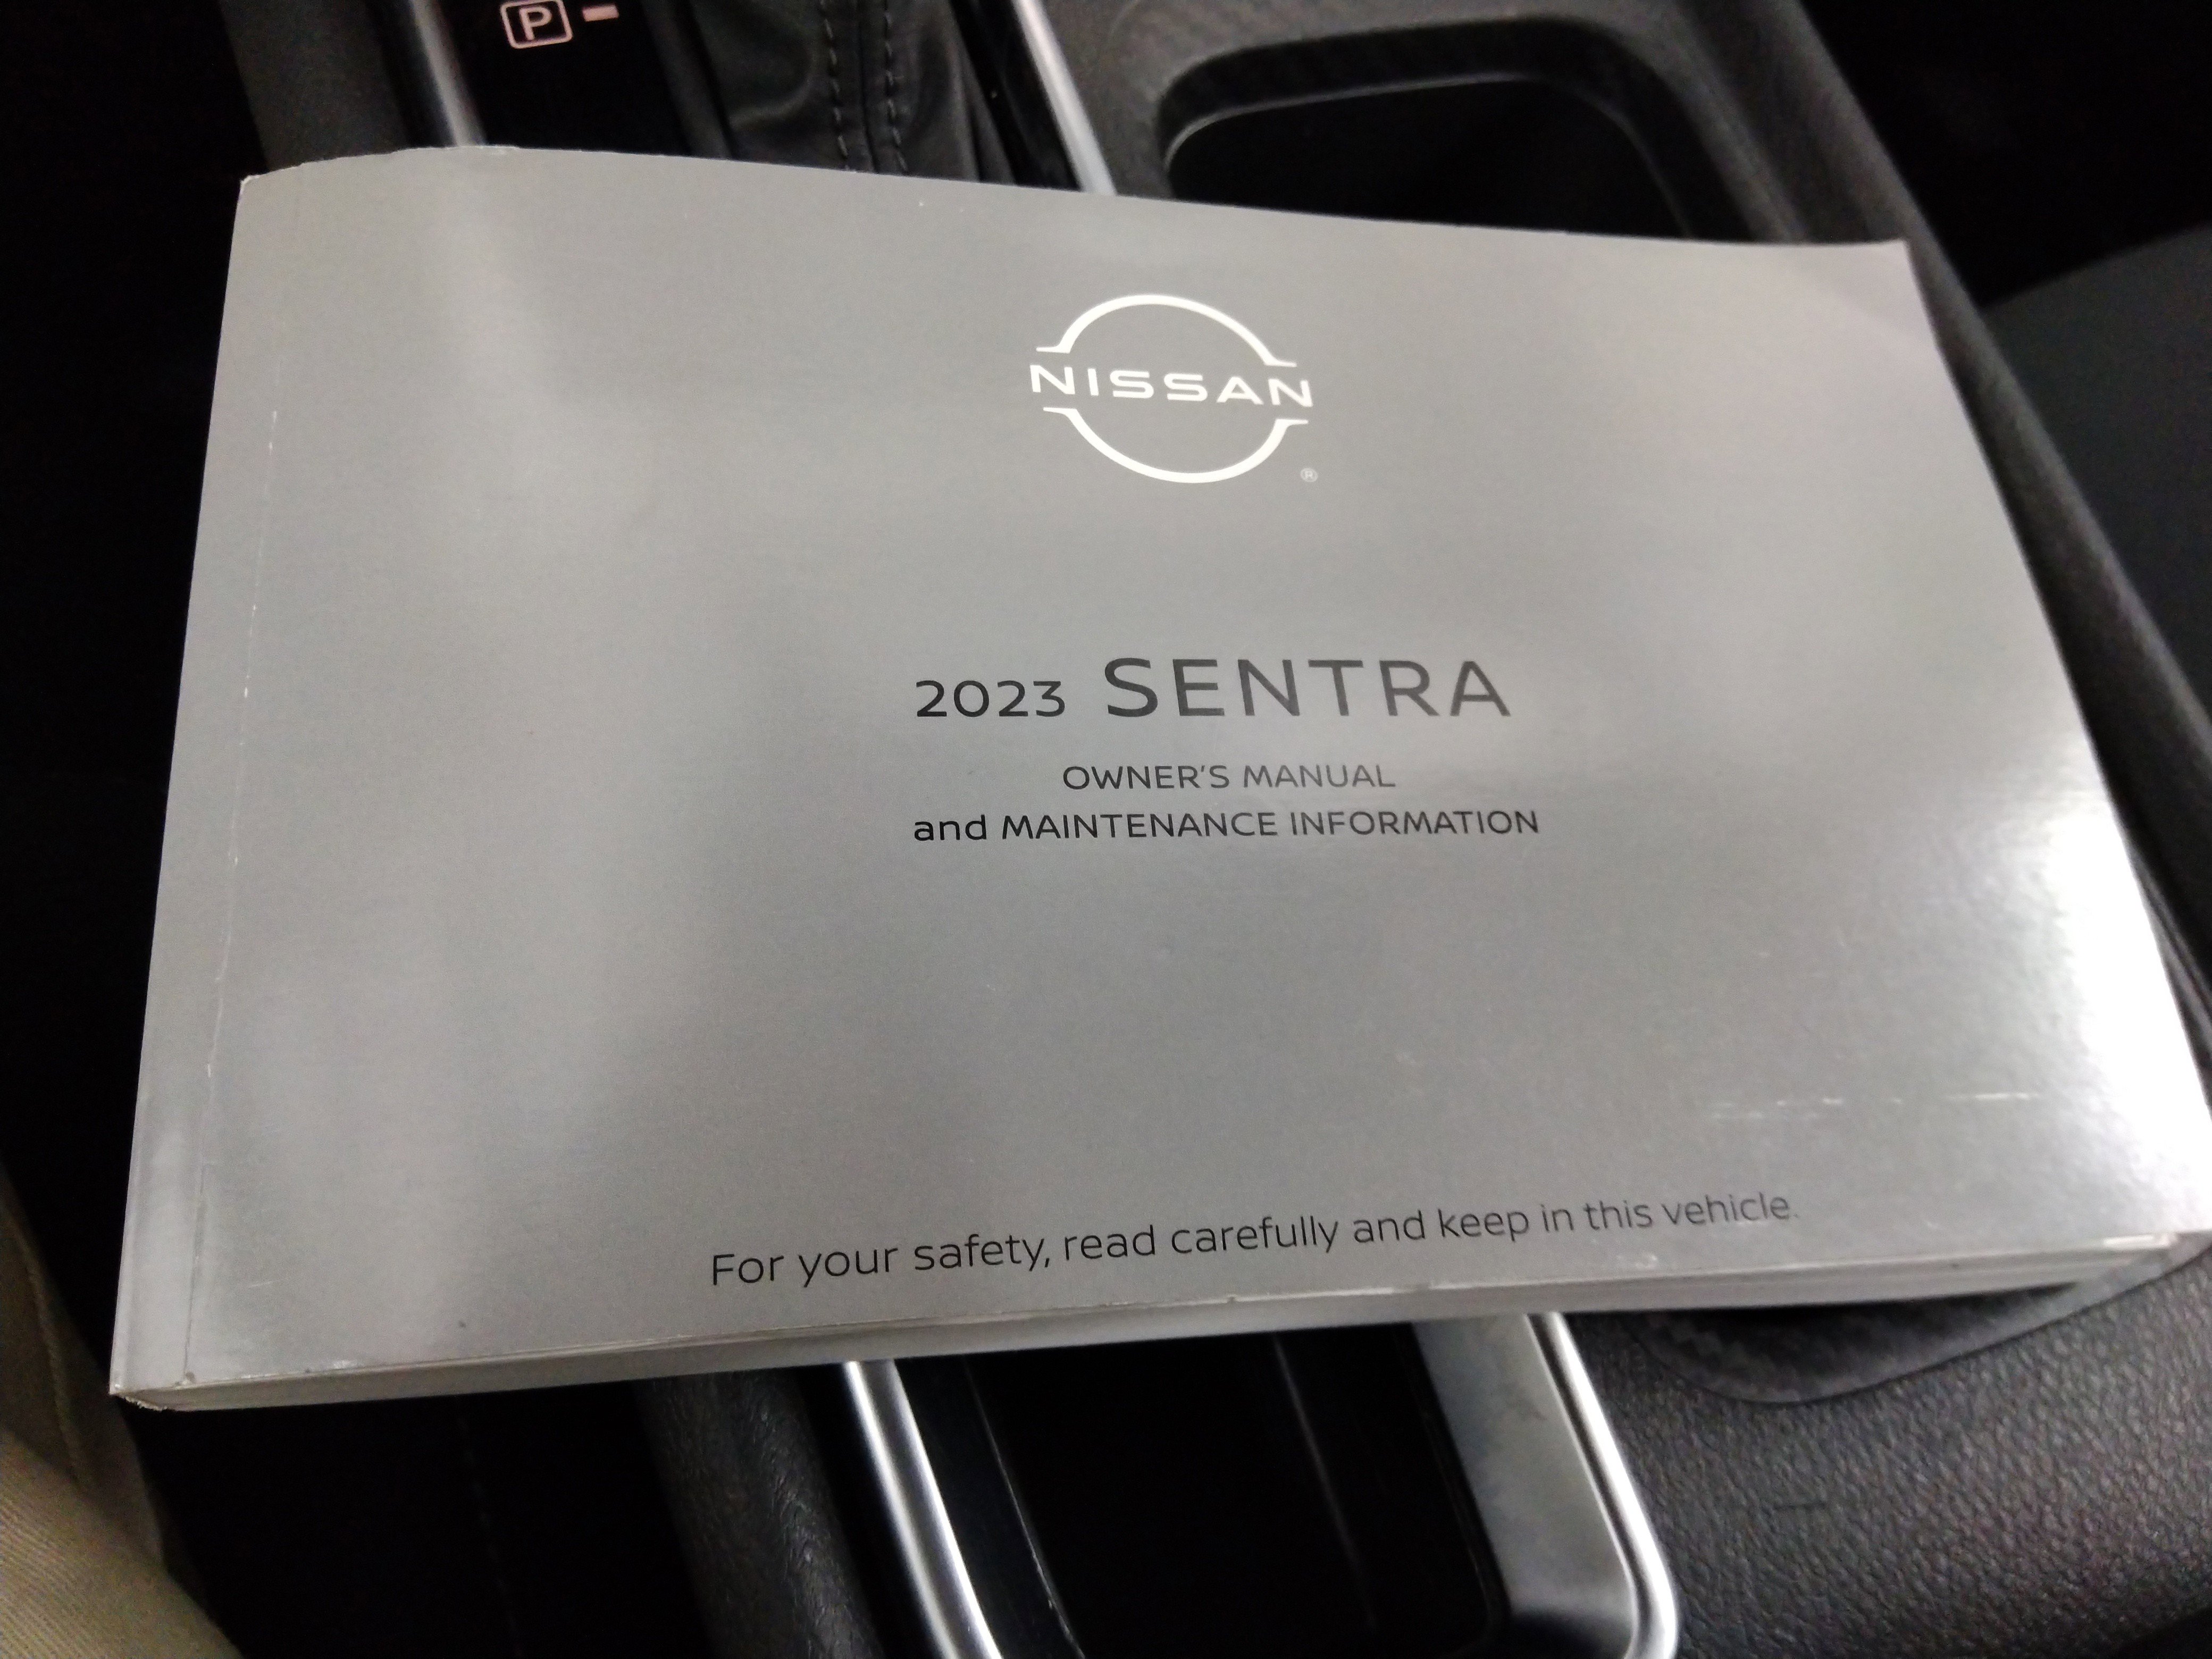 P
NISSAN
®
2023 SENTRA
OWNER'S MANUAL
and MAINTENANCE INFORMATION
For your safety, read carefully and keep in this vehicle.